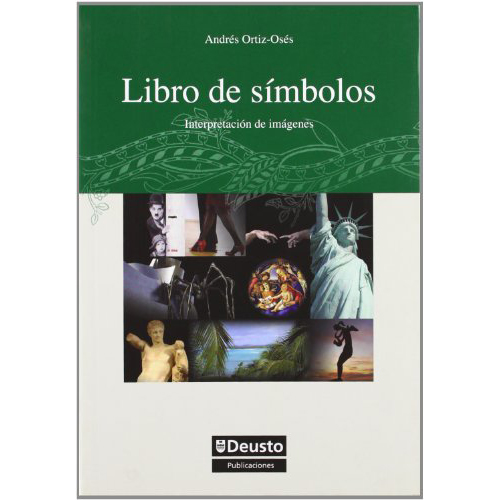 Andrés Ortiz-Osés
Libro de símbolos
Interpretación de imágenes
Deusto
Publicaciones